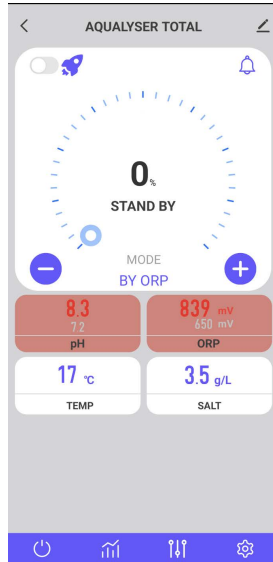 AQUALYSER TOTAL
0%
STAND BY
MODE
BY ORP
8.3
7.2
pH
839 mV
650 mV
ORP
17 °C
TEMP
3.5 g/L
SALT